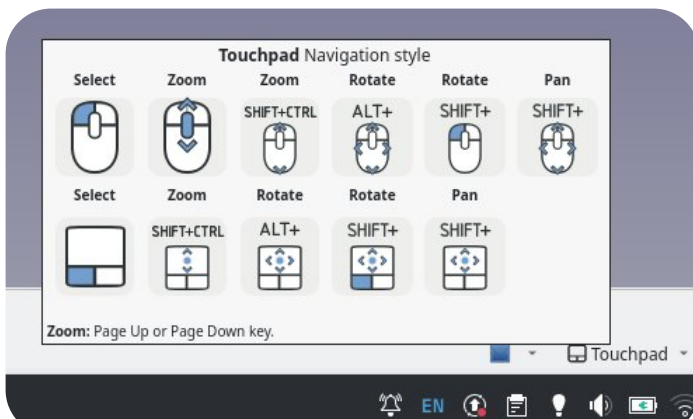 Touchpad Navigation style
Select Zoom Zoom Rotate Rotate Pan
SHIFT+CTRL ALT+ SHIFT+ SHIFT+
Select Zoom Rotate Rotate Pan
SHIFT+CTRL ALT+ SHIFT+ SHIFT+
Zoom: Page Up or Page Down key.
Touchpad
EN